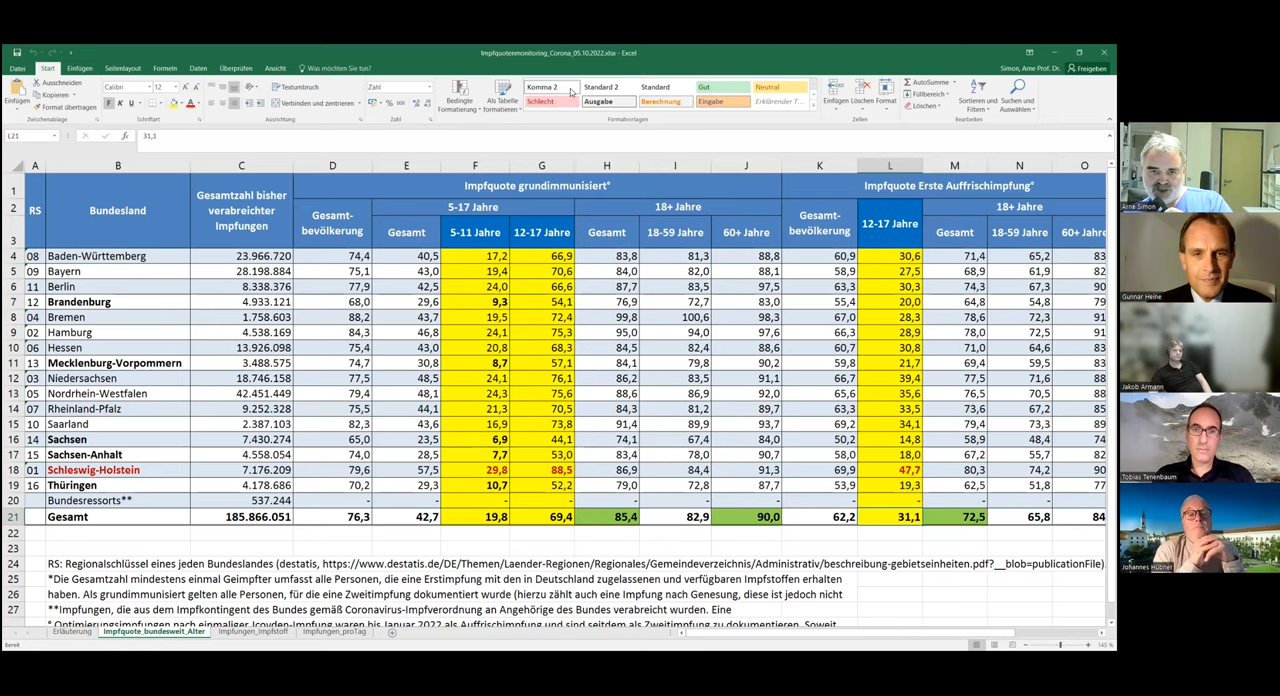 Impfquotenmonitoring_Corona_05.10.2022.xlsx - Excel
Simon, Arne Prof. Dr. Freigeben
Datei Start Einfügen Seitenlayout Formeln Daten Überprüfen Ansicht Was möchten Sie tun?
Einfügen Ausschneiden Kopieren Format übertragen Zwischenablage
Calibri 12 F K U Schriftart
Textumbruch Verbinden und zentrieren Ausrichtung
Zahl % 000 Zahl
Bedingte Formatierung Als Tabelle formatieren
Komma 2 Standard 2 Standard Gut Neutral
Schlecht Ausgabe Berechnung Eingabe Erklärender T...
Formatvorlagen
Einfügen Löschen Format Zellen
AutoSumme Füllbereich Löschen Sortieren und Filtern Suchen und Auswählen Bearbeiten
L21 fx 31,1
A B C D E F G H I J K L M N O
1 RS Bundesland Gesamtzahl bisher verabreichter Impfungen Impfquote grundimmunisiert° Impfquote Erste Auffrischimpfung°
2 Gesamt-bevölkerung 5-17 Jahre 18+ Jahre Gesamt-bevölkerung 12-17 Jahre 18+ Jahre
3 Gesamt 5-11 Jahre 12-17 Jahre Gesamt 18-59 Jahre 60+ Jahre Gesamt 18-59 Jahre 60+ Jahre
4 08 Baden-Württemberg 23.966.720 74,4 40,5 17,2 66,9 83,8 81,3 88,8 60,9 30,6 71,4 65,2 83
5 09 Bayern 28.198.884 75,1 43,0 19,4 70,6 84,0 82,0 88,1 58,9 27,5 68,9 61,9 82
6 11 Berlin 8.338.376 77,9 42,5 24,0 66,6 87,7 83,5 97,5 63,3 30,3 74,3 67,3 90
7 12 Brandenburg 4.933.121 68,0 29,6 9,3 54,1 76,9 72,7 83,0 55,4 20,0 64,8 54,8 79
8 04 Bremen 1.758.603 88,2 43,7 19,5 72,4 99,8 100,6 98,3 67,0 28,3 78,6 72,3 91
9 02 Hamburg 4.538.169 84,3 46,8 24,1 75,3 95,0 94,0 97,6 66,3 28,9 78,0 72,5 91
10 06 Hessen 13.926.098 75,4 43,0 20,8 68,3 84,5 82,4 88,6 60,7 30,8 71,0 64,6 83
11 13 Mecklenburg-Vorpommern 3.488.575 74,7 30,8 8,7 57,1 84,1 79,8 90,2 59,8 21,7 69,4 59,5 83
12 03 Niedersachsen 18.746.158 77,5 48,5 24,1 76,1 86,2 83,5 91,1 66,7 39,4 77,5 71,6 88
13 05 Nordrhein-Westfalen 42.451.449 79,4 48,1 24,3 75,6 88,6 86,9 92,0 65,6 35,6 76,5 70,5 88
14 07 Rheinland-Pfalz 9.252.328 75,5 44,1 21,3 70,5 84,3 81,2 89,7 63,2 33,5 73,6 67,2 85
15 10 Saarland 2.387.103 82,3 43,6 16,9 73,8 91,4 89,9 93,7 69,2 34,1 79,4 73,3 89
16 14 Sachsen 7.430.274 65,0 23,5 6,9 44,1 74,1 67,4 84,0 50,2 14,8 58,9 48,4 74
17 15 Sachsen-Anhalt 4.558.054 74,0 28,5 7,7 53,0 83,4 78,0 90,7 57,2 18,0 67,2 55,7 82
18 01 Schleswig-Holstein 7.176.209 79,6 57,5 29,8 88,5 86,9 84,4 91,3 69,9 47,7 80,3 74,2 90
19 16 Thüringen 4.178.686 70,2 29, 10,7 52,2 79,0 72,8 87,7 53,9 19,3 62,5 51,8 77
20 Bundesressorts** 537.244 - - - - - - - - - - - -
21 Gesamt 185.866.051 76,3 42,7 19,8 69,4 85,4 82,9 90,0 62,2 31,1 72,5 65,8 84
22
23
24 RS: Regionalschlüssel eines jeden Bundeslandes (destatis, https://www.destatis.de/DE/Themen/Laender-Regionen/Regionales/Gemeindeverzeichnis/Administrativ/beschreibung-gebietseinheiten.pdf?__blob=publicationFile).
25 *Die Gesamtzahl mindestens einmal Geimpfter umfasst alle Personen, die eine Erstimpfung mit den in Deutschland zugelassenen und verfügbaren Impfstoffen erhalten
26 haben. Als grundimmunisiert gelten alle Personen, für die eine Zweitimpfung dokumentiert wurde (hierzu zählt auch eine Impfung nach Genesung, diese ist jedoch nicht
27 **Impfungen, die aus dem Impfkontingent des Bundes gemäß Coronavirus-Impfverordnung an Angehörige des Bundes verabreicht wurden. Eine
° Optimierungsimpfungen nach einmaliger Jcovden-Impfung waren bis Januar 2022 als Auffrischimpfung und sind seitdem als Zweitimpfung zu dokumentieren. Soweit
Erläuterung Impfquote_bundesweit_Alter Impfungen_Impfstoff Impfungen_proTag
Bereit 145 %
Arne Simon
Gunnar Heine
Jakob Armann
Tobias Tenenbaum
Johannes Hübner